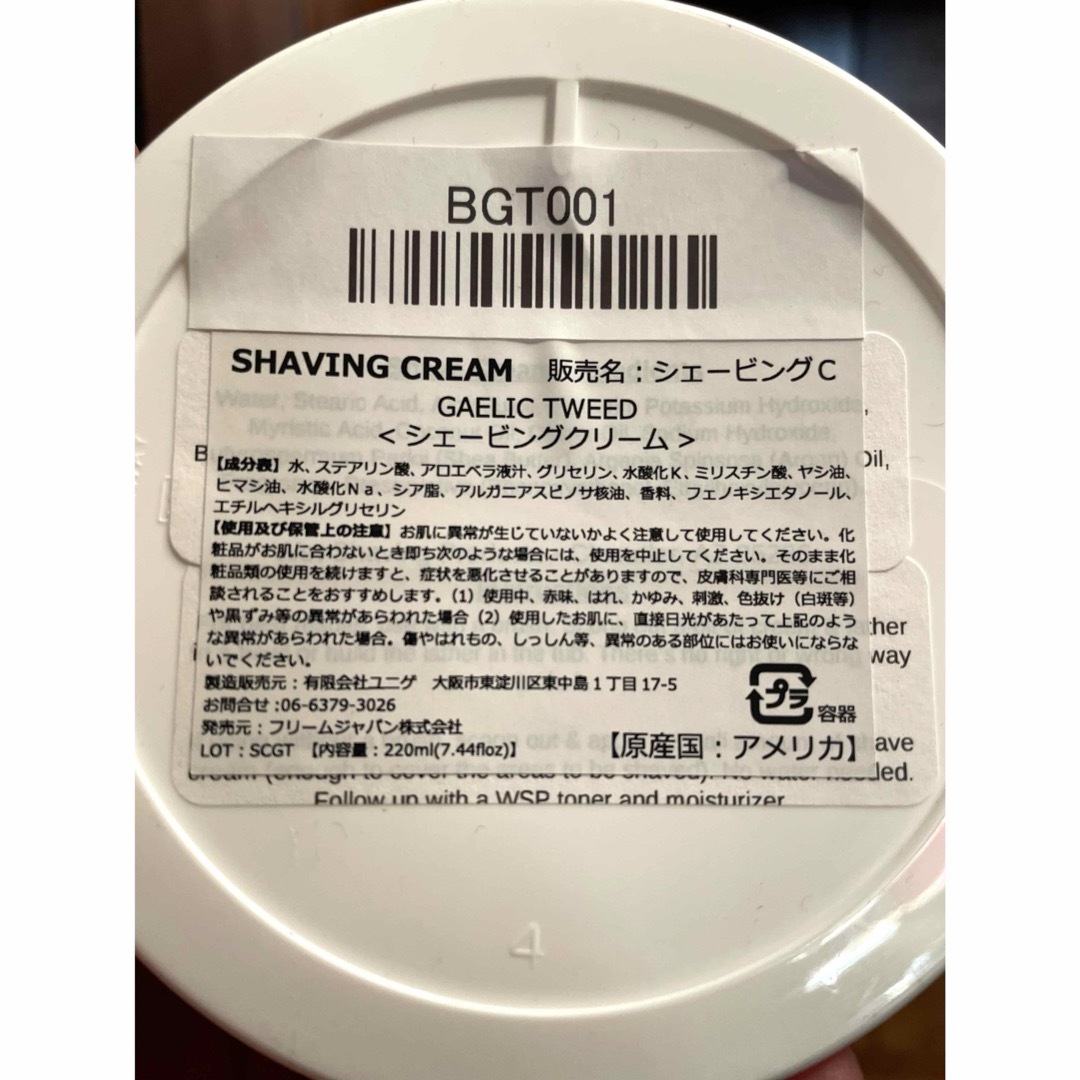 BGT001
SHAVING CREAM 販売名：シェービングC
GAELIC TWEED
＜シェービングクリーム＞
Water, Stearic Acid, Potassium Hydroxide,
Myristic Acid, Sodium Hydroxide,
Oil,
【成分表】水、ステアリン酸、アロエベラ液汁、グリセリン、水酸化K、ミリスチン酸、ヤシ油、
ヒマシ油、水酸化Na、シア脂、アルガニアスピノサ核油、香料、フェノキシエタノール、
エチルヘキシルグリセリン
【使用及び保管上の注意】お肌に異常が生じていないかよく注意して使用してください。化
粧品がお肌に合わないとき即ち次のような場合には、使用を中止してください。そのまま化
粧品類の使用を続けますと、症状を悪化させることがありますので、皮膚科専門医等にご相
談されることをおすすめします。（1）使用中、赤味、はれ、かゆみ、刺激、色抜け（白斑等）
や黒ずみ等の異常があらわれた場合（2）使用したお肌に、直接日光があたって上記のよう
な異常があらわれた場合。傷やはれもの、しっしん等、異常のある部位にはお使いにならな
いでください。
build the lather in the tub. There's no right or wrong way
製造販売元：有限会社ユニゲ 大阪市東淀川区東中島1丁目17-5
お問合せ:06-6379-3026
プラ
容器
発売元：フリームジャパン株式会社
scoop out &
LOT：SCGT 【内容量：220ml(7.44floz)】
【原産国：アメリカ】
cream (enough to cover the areas to be shaved). No water needed.
Follow up with a WSP toner and moisturizer
4